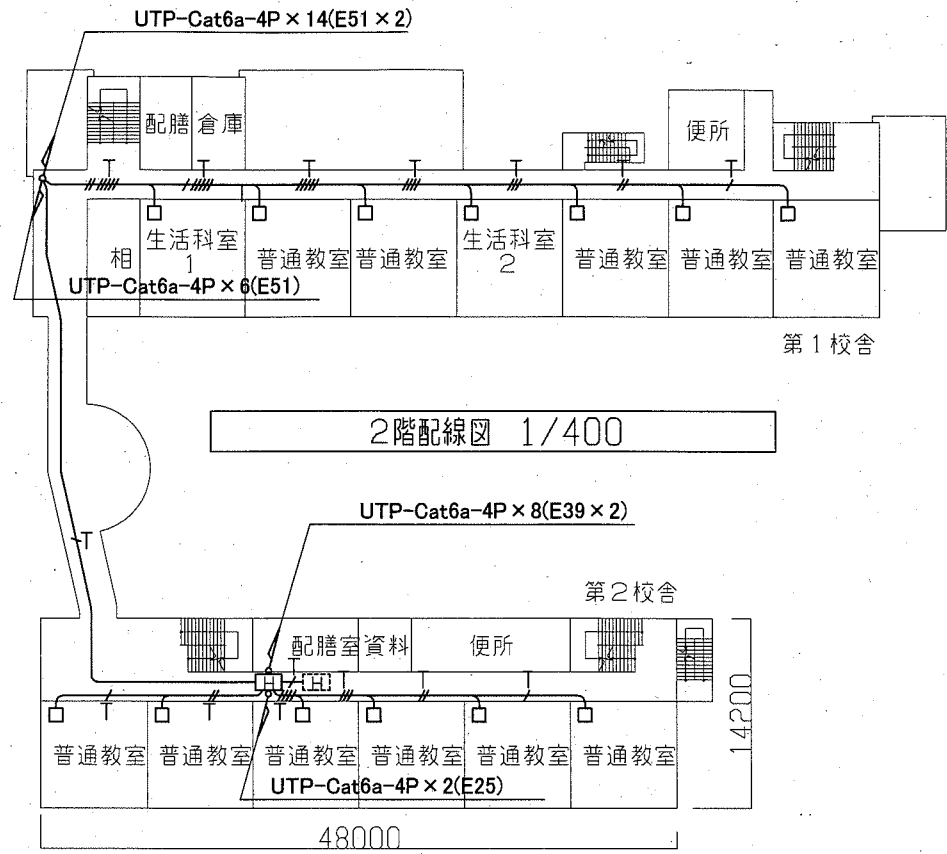 UTP-Cat6a-4P×14(E51×2)
配膳
倉庫
便所
T
T
T
T
T
T
T
相
生活科室
1
普通教室
普通教室
生活科室
2
普通教室
普通教室
普通教室
UTP-Cat6a-4P×6(E51)
第1校舎
2階配線図 1/400
UTP-Cat6a-4P×8(E39×2)
T
第2校舎
配膳室
資料
便所
T
H
H
T
T
T
T
T
T
普通教室
普通教室
普通教室
普通教室
普通教室
普通教室
UTP-Cat6a-4P×2(E25)
14200
48000